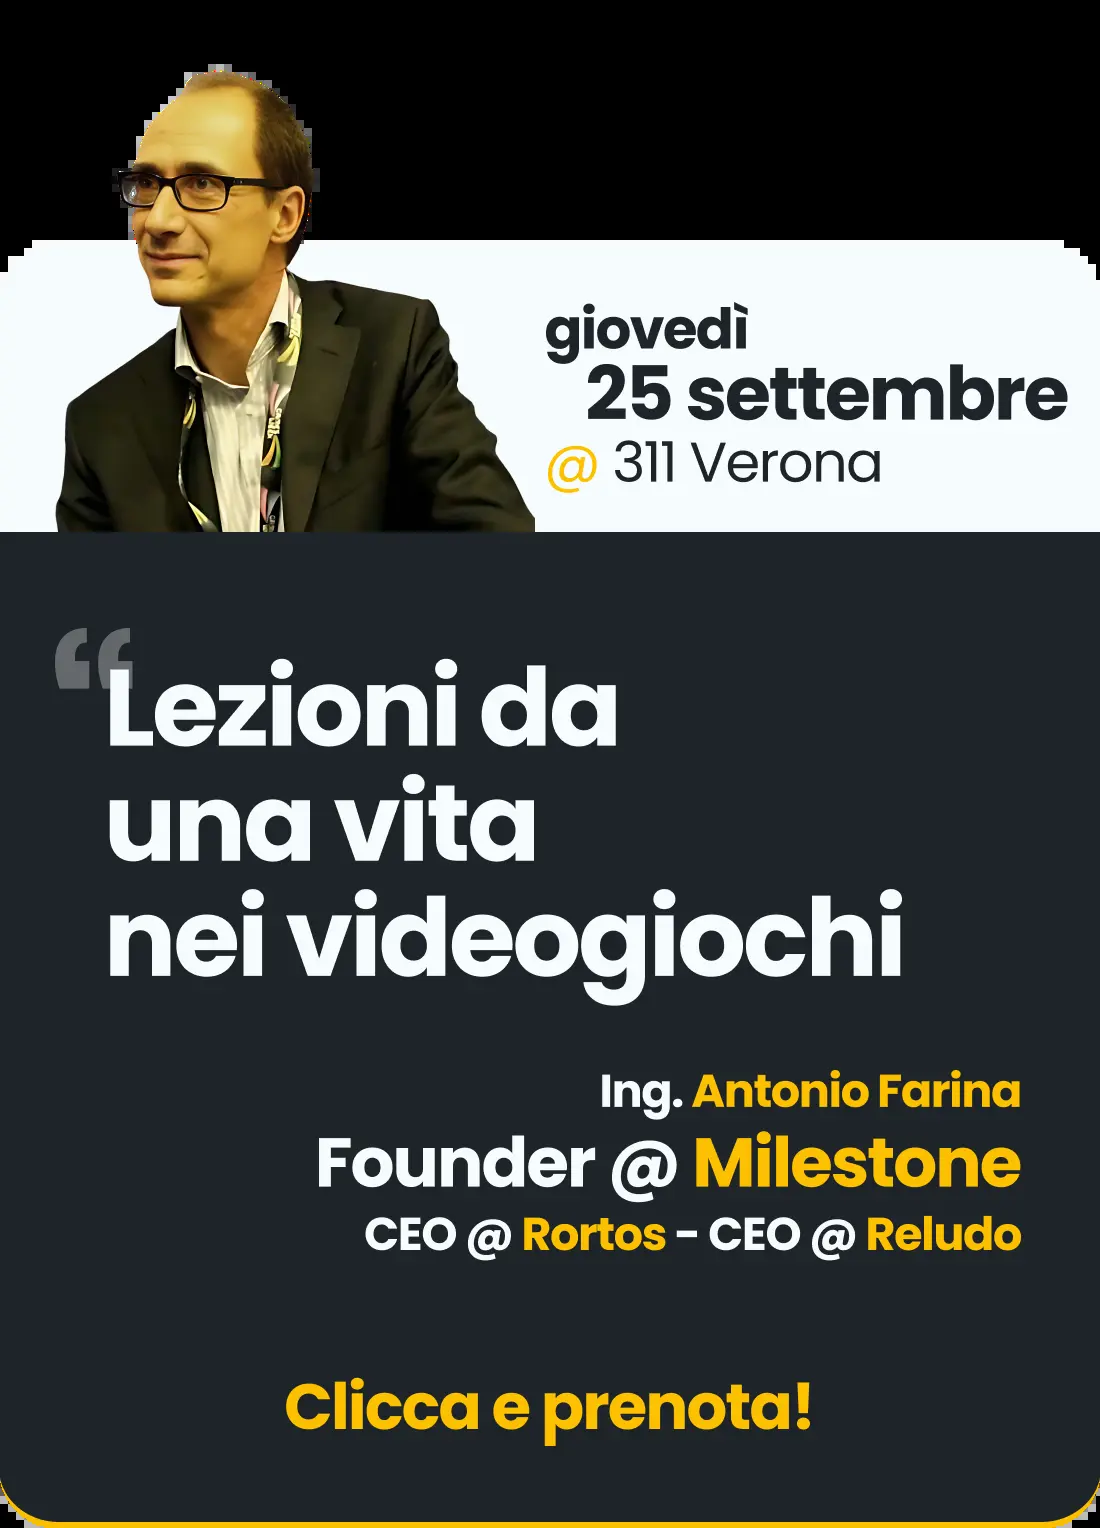 giovedì
25 settembre
@ 311 Verona
“Lezioni da
una vita
nei videogiochi
Ing. Antonio Farina
Founder @ Milestone
CEO @ Rortos - CEO @ Reludo
Clicca e prenota!